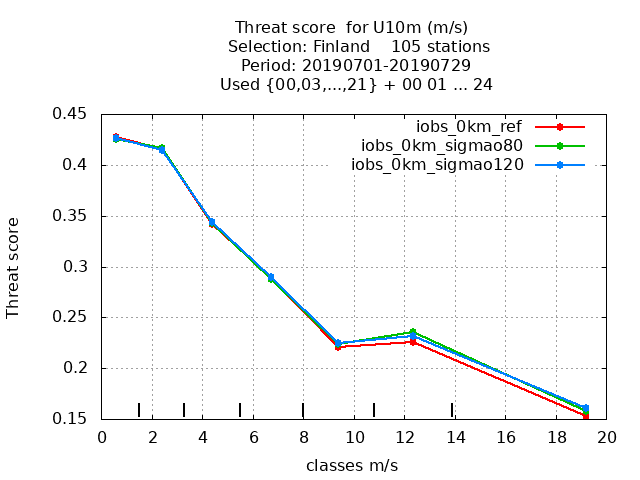 Threat score  for U10m (m/s)
Selection: Finland    105 stations
Period: 20190701-20190729
Used {00,03,...,21} + 00 01 ... 24
iobs_0km_ref
iobs_0km_sigmao80
iobs_0km_sigmao120
Threat score
0.45
0.4
0.35
0.3
0.25
0.2
0.15
0 2 4 6 8 10 12 14 16 18 20
classes m/s